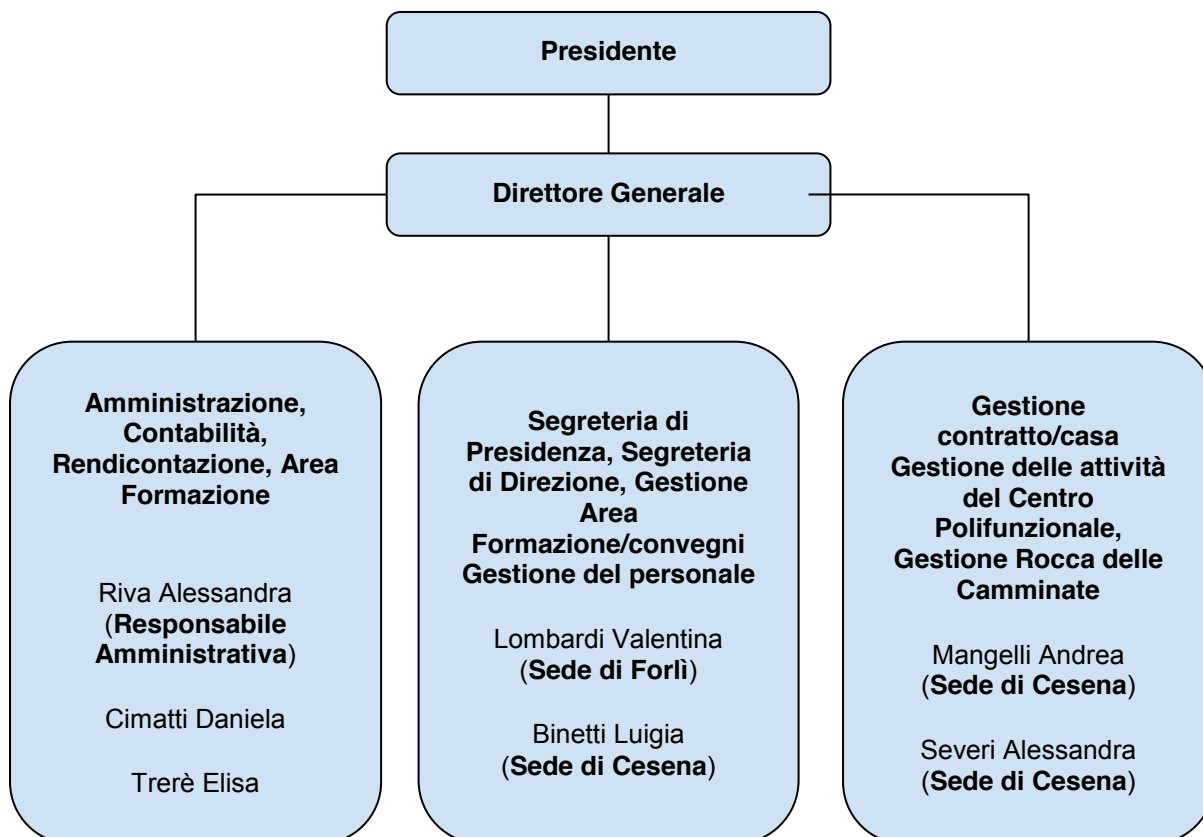 Presidente
Direttore Generale
Amministrazione,
Contabilità,
Rendicontazione, Area
Formazione
Riva Alessandra
(Responsabile
Amministrativa)
Cimatti Daniela
Trerè Elisa
Segreteria di
Presidenza, Segreteria
di Direzione, Gestione
Area
Formazione/convegni
Gestione del personale
Lombardi Valentina
(Sede di Forlì)
Binetti Luigia
(Sede di Cesena)
Gestione
contratto/casa
Gestione delle attività
del Centro
Polifunzionale,
Gestione Rocca delle
Camminate
Mangelli Andrea
(Sede di Cesena)
Severi Alessandra
(Sede di Cesena)